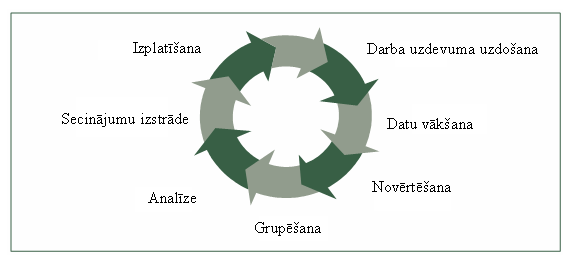 Izplatīšana
Darba uzdevuma uzdošana
Secinājumu izstrāde
Datu vākšana
Novērtēšana
Analīze
Grupēšana